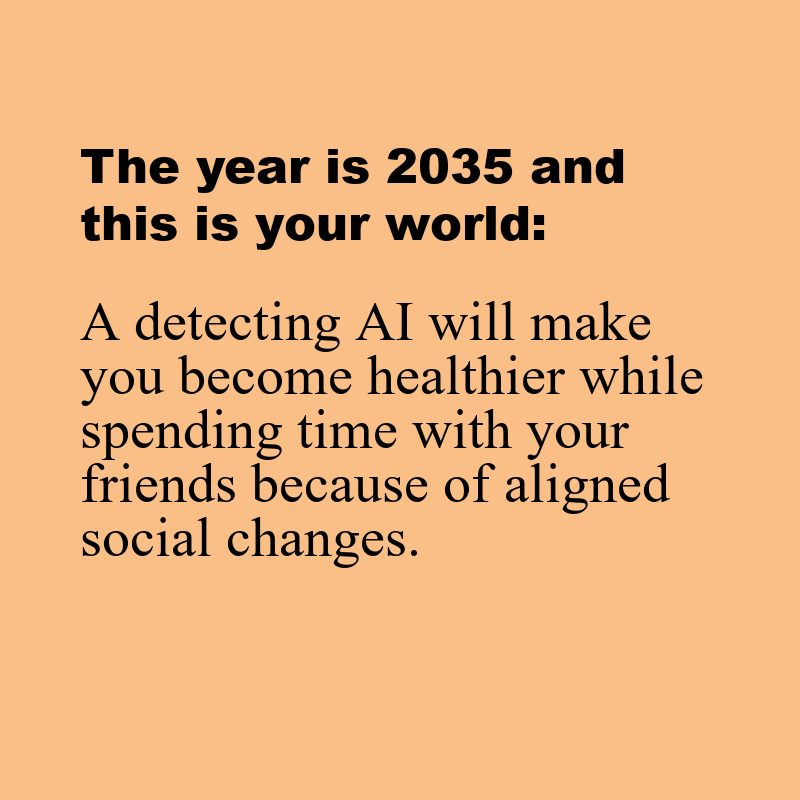 The year is 2035 and
this is your world:
A detecting AI will make
you become healthier while
spending time with your
friends because of aligned
social changes.